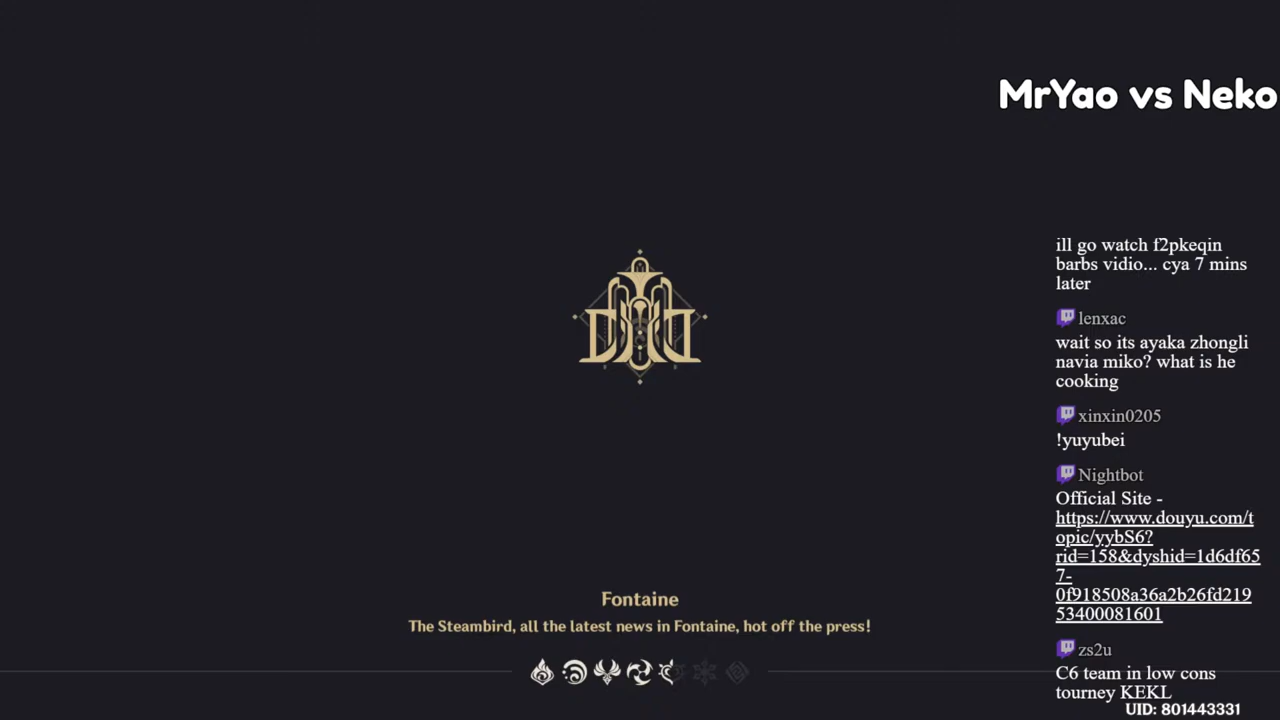 MrYao vs Neko
ill go watch f2pkeqin
barbs vidio... cya 7 mins
later
lenxac
wait so its ayaka zhongli
navia miko? what is he
cooking
xinxin0205
!yuyubei
Nightbot
Official Site -
https://www.douyu.com/t
opic/yybS6?
rid=158&dyshid=1d6df65
7-
0f918508a36a2b26fd219
53400081601
zs2u
C6 team in low cons
tourney KEKL
Fontaine
The Steambird, all the latest news in Fontaine, hot off the press!
UID: 801443331